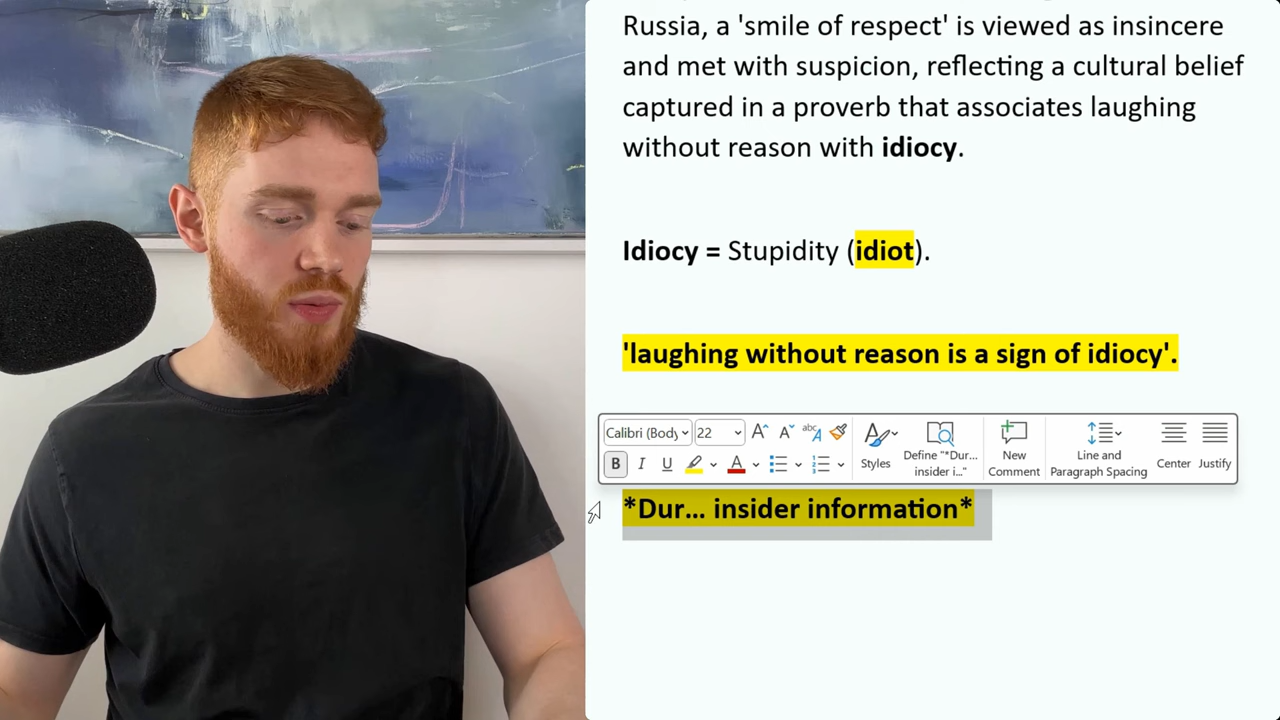 Russia, a 'smile of respect' is viewed as insincere
and met with suspicion, reflecting a cultural belief
captured in a proverb that associates laughing
without reason with idiocy.
Idiocy = Stupidity (idiot).
'laughing without reason is a sign of idiocy'.
Calibri (Body
22
Styles
Define "*Dur...
insider i..."
New
Comment
Line and
Paragraph Spacing
Center
Justify
B I U
*Dur... insider information*